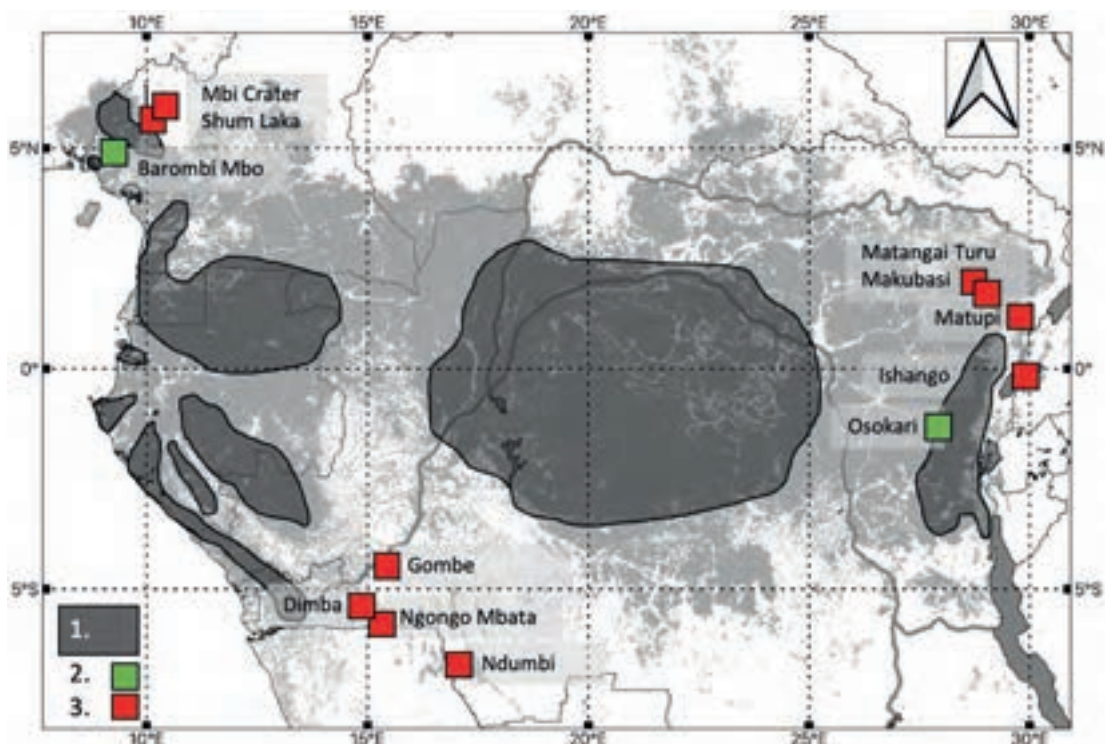 10°E 15°E 20°E 25°E 30°E
Mbi Crater
Shum Laka
5°N 5°N
Barombi Mbo
Matangai Turu
Makubasi
Matupi
0° 0°
Ishango
Osokari
Gombe
5°S 5°S
Dimba
Ngongo Mbata
1.
Ndumbi
2.
3.
10°E 15°E 20°E 25°E 30°E